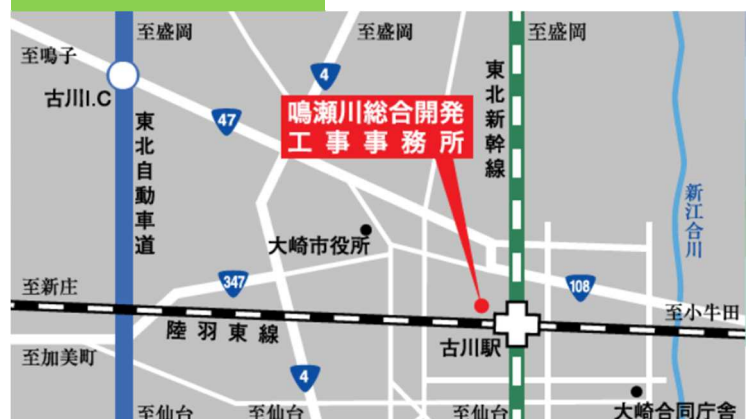 至盛岡
至盛岡
至盛岡
至鳴子
4
古川I.C
47
東北自動車道
東北新幹線
鳴瀬川総合開発
工事事務所
新江合川
大崎市役所
至新庄
347
108
至小牛田
陸羽東線
古川駅
至加美町
4
至仙台
至仙台
至仙台
大崎合同庁舎